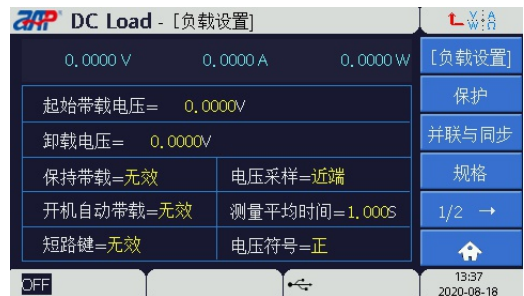 ZAP DC Load - [负载设置]
0.0000 V 0.0000 A 0.0000 W
起始带载电压= 0.0000V
卸载电压= 0.0000V
保持带载=无效 电压采样=近端
开机自动带载=无效 测量平均时间=1.000S
短路键=无效 电压符号=正
[负载设置]
保护
并联与同步
规格
1/2 →
OFF
13:37
2020-08-18